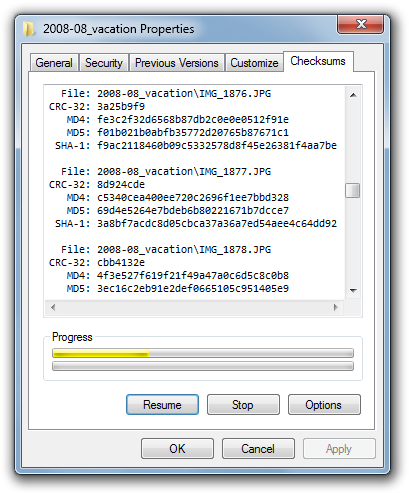 2008-08_vacation Properties
General Security Previous Versions Customize Checksums
File: 2008-08_vacation\IMG_1876.JPG
CRC-32: 3a25b9f9
MD4: fe3c2f32d6568b87db2c0e0e0512f91e
MD5: f01b021b0abfb35772d20765b87671c1
SHA-1: f9ac2118460b09c5332578d8f45e26381f4aa7be
File: 2008-08_vacation\IMG_1877.JPG
CRC-32: 8d924cde
MD4: c5340cea400ee720c2696f1ee7bbd328
MD5: 69d4e5264e7bdeb6b80221671b7dcce7
SHA-1: 3a8bf7acdc8d05cbca37a36a7ed54aee4c64dd92
File: 2008-08_vacation\IMG_1878.JPG
CRC-32: cbb4132e
MD4: 4f3e527f619f21f49a47a0c6d5c8c0b8
MD5: 3ec16c2eb91e2def0665105c951405e9
Progress
Resume Stop Options
OK Cancel Apply